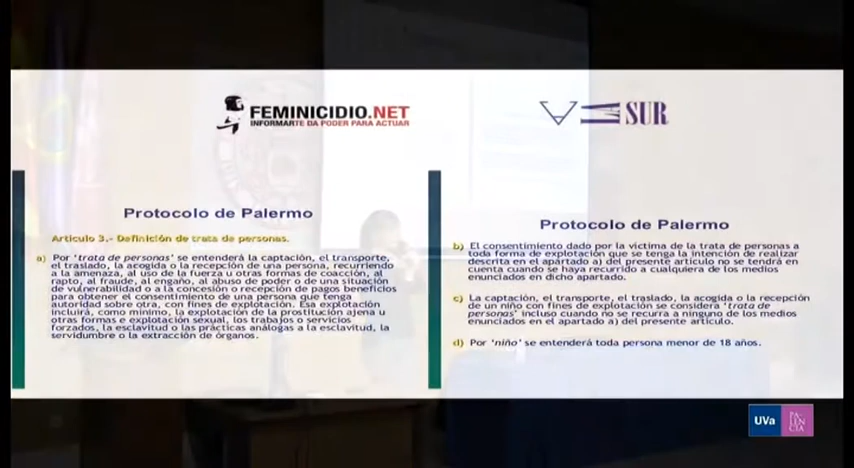 FEMINICIDIO.NET
INFORMARTE DA PODER PARA ACTUAR
SUR
Protocolo de Palermo
Artículo 3.- Definición de trata de personas.
a) Por 'trata de personas' se entenderá la captación, el transporte,
el traslado, la acogida o la recepción de una persona, recurriendo
a la amenaza, al uso de la fuerza u otras formas de coacción, al
rapto, al fraude, al engaño, al abuso de poder o de una situación
de vulnerabilidad o a la concesión o recepción de pagos beneficios
para obtener el consentimiento de una persona que tenga
autoridad sobre otra, con fines de explotación. Esa explotación
incluirá, como mínimo, la explotación de la prostitución ajena u
otras formas e explotación sexual, los trabajos o servicios
forzados, la esclavitud o las prácticas análogas a la esclavitud, la
servidumbre o la extracción de órganos.
Protocolo de Palermo
b) El consentimiento dado por la víctima de la trata de personas a
toda forma de explotación que se tenga la intención de realizar
descrita en el apartado a) del presente artículo no se tendrá en
cuenta cuando se haya recurrido a cualquiera de los medios
enunciados en dicho apartado.
c) La captación, el transporte, el traslado, la acogida o la recepción
de un niño con fines de explotación se considera 'trata de
personas' incluso cuando no se recurra a ninguno de los medios
enunciados en el apartado a) del presente artículo.
d) Por 'niño' se entenderá toda persona menor de 18 años.
UVa
PA
LEN
CIA